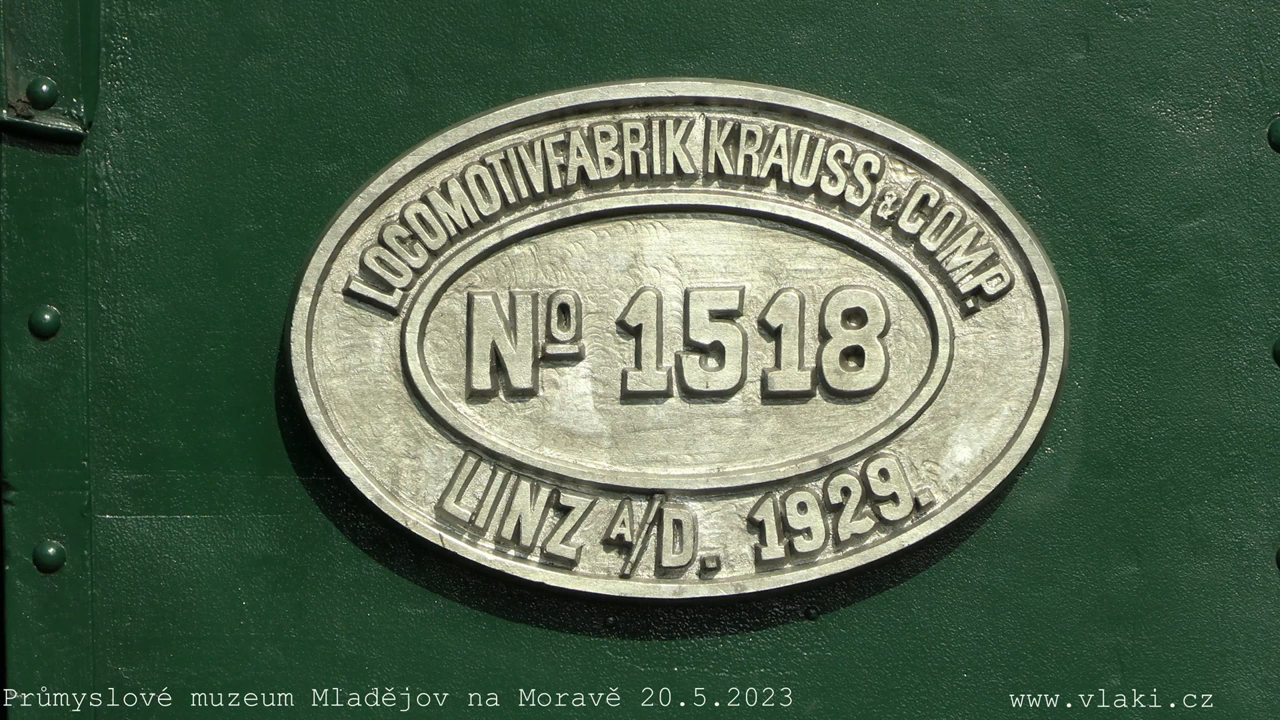 LOCOMOTIVFABRIK KRAUSS & COMP.
Nº 1518
LINZ A/D. 1929.
Průmyslové muzeum Mladějov na Moravě 20.5.2023
www.vlaki.cz